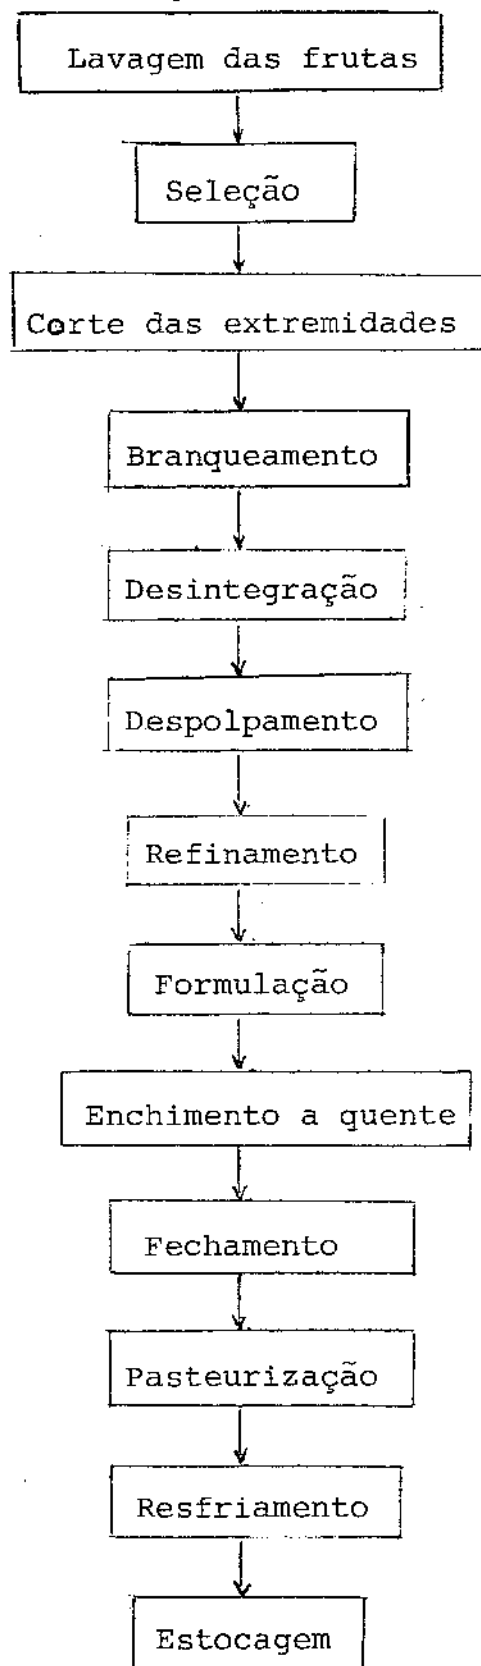 Lavagem das frutas
Seleção
Corte das extremidades
Branqueamento
Desintegração
Despolpamento
Refinamento
Formulação
Enchimento a quente
Fechamento
Pasteurização
Resfriamento
Estocagem